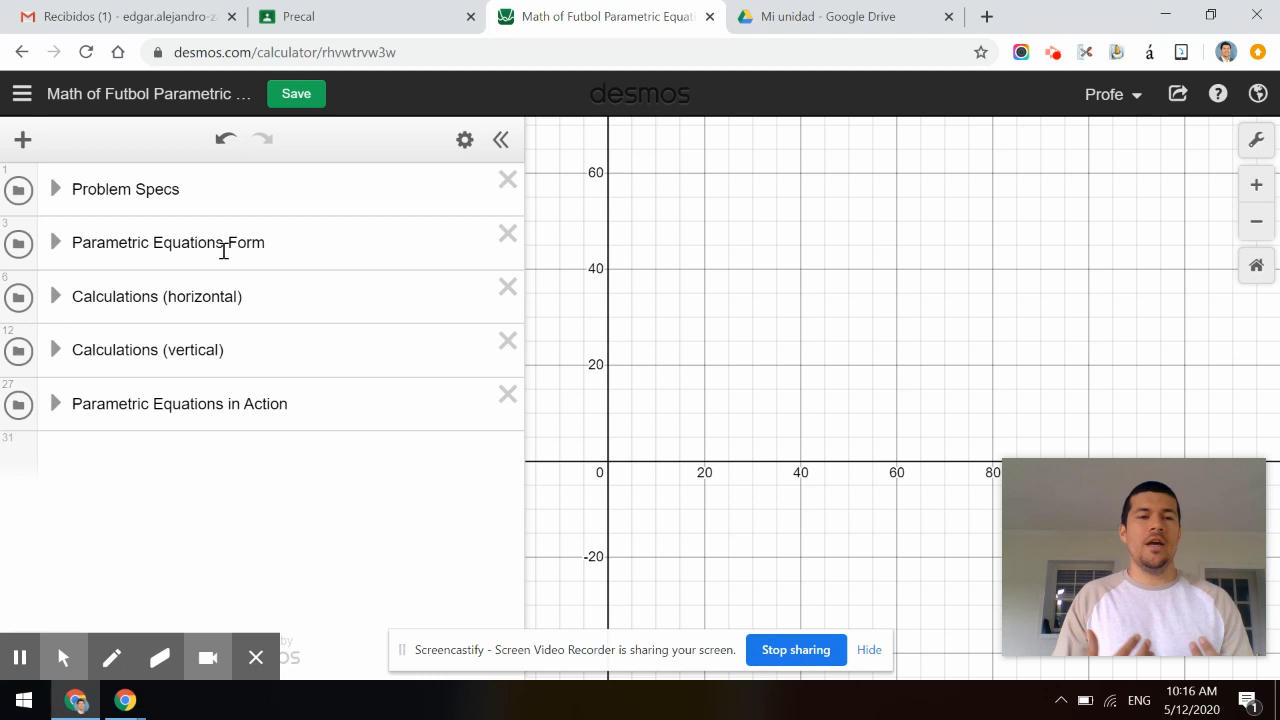 Recibidos (1) - edgar.alejandro-z
Precal
Math of Futbol Parametric Equati
Mi unidad - Google Drive
desmos.com/calculator/rhvwtrvw3w
á
Math of Futbol Parametric ...
Save
desmos
Profe
1
Problem Specs
3
Parametric Equations Form
6
Calculations (horizontal)
12
Calculations (vertical)
27
Parametric Equations in Action
31
60
40
20
0
20
40
60
80
-20
by
os
Screencastify - Screen Video Recorder is sharing your screen.
Stop sharing
Hide
ENG
10:16 AM
5/12/2020
1